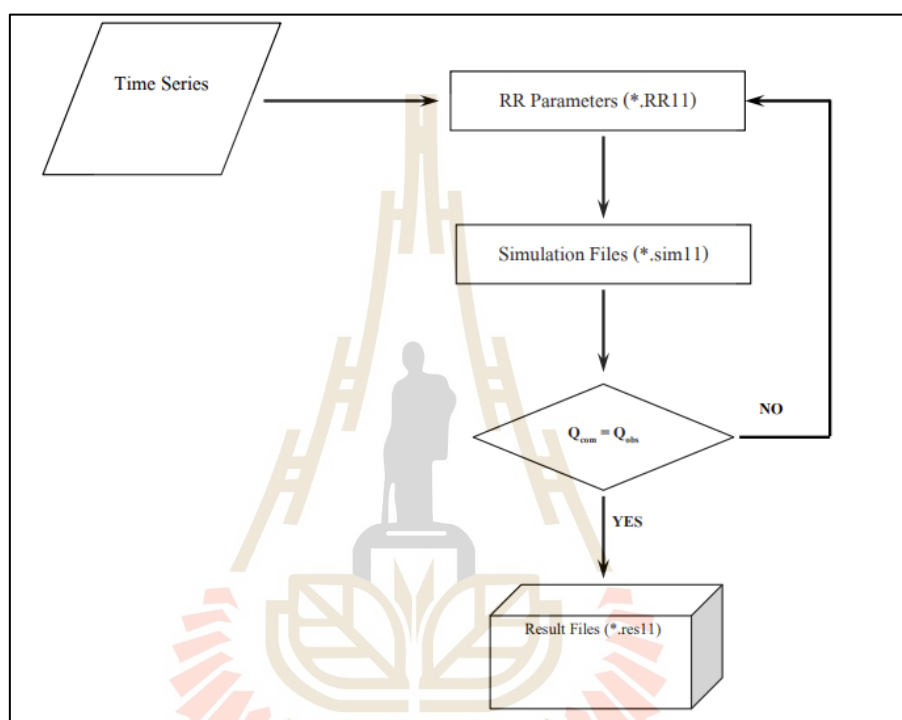 Time Series
RR Parameters (*.RR11)
Simulation Files (*.sim11)
Qcom = Qobs
NO
YES
Result Files (*.res11)